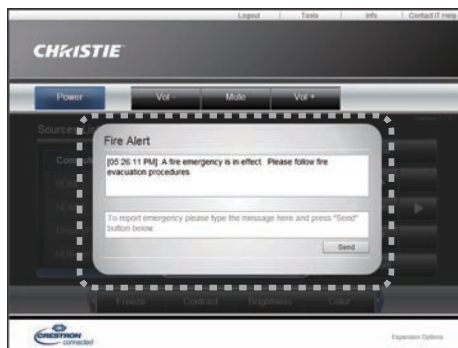 Logout Tools Info Contact IT Help
CHRISTIE
Power Vol - Mute Vol +
Sources List
Fire Alert
[05:26:11 PM] A fire emergency is in effect. Please follow fire
evacuation procedures.
To report emergency please type the message here and press "Send"
button below.
Send
Freeze Contrast Brightness Color
CRESTRON
connected
Expansion Options